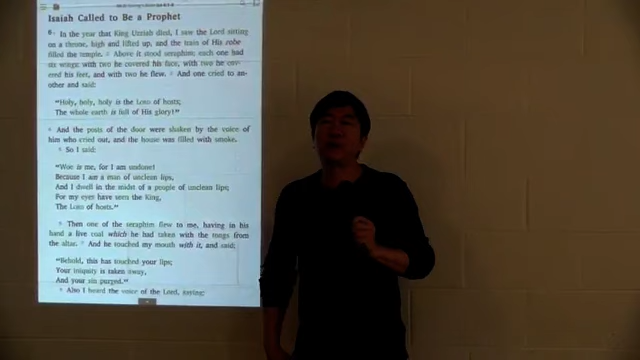 Isaiah Called to Be a Prophet
6 In the year that King Uzziah died, I saw the Lord sitting
on a throne, high and lifted up, and the train of His robe
filled the temple. Above it stood seraphim; each one had
six wings: with two he covered his face, with two he cov-
ered his feet, and with two he flew. And one cried to an-
other and said:
"Holy, holy, holy is the LORD of hosts;
The whole earth is full of His glory!"
And the posts of the door were shaken by the voice of
him who cried out, and the house was filled with smoke.
So I said:
"Woe is me, for I am undone!
Because I am a man of unclean lips,
And I dwell in the midst of a people of unclean lips;
For my eyes have seen the King,
The LORD of hosts."
Then one of the seraphim flew to me, having in his
hand a live coal which he had taken with the tongs from
the altar. And he touched my mouth with it, and said:
"Behold, this has touched your lips;
Your iniquity is taken away,
And your sin purged."
Also I heard the voice of the Lord, saying: